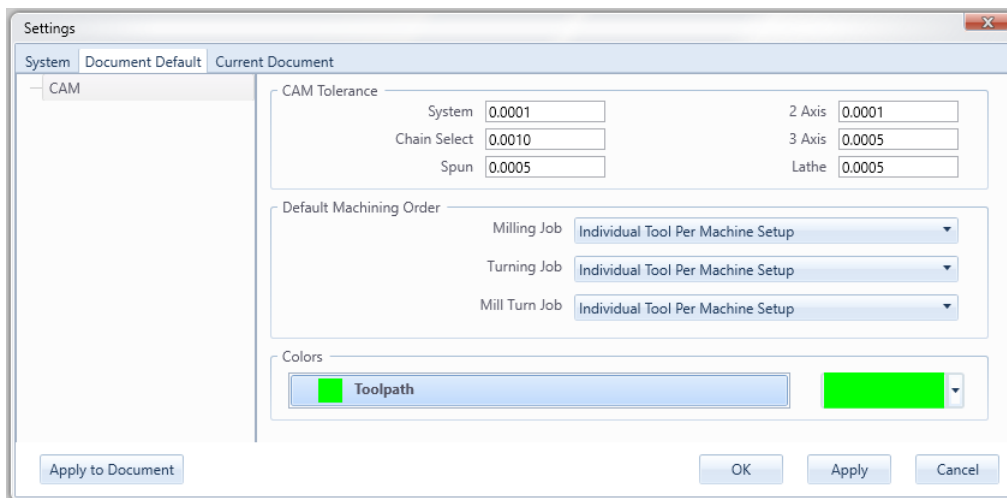 Settings
System Document Default Current Document
CAM
CAM Tolerance
System 0.0001 2 Axis 0.0001
Chain Select 0.0010 3 Axis 0.0005
Spun 0.0005 Lathe 0.0005
Default Machining Order
Milling Job Individual Tool Per Machine Setup
Turning Job Individual Tool Per Machine Setup
Mill Turn Job Individual Tool Per Machine Setup
Colors
Toolpath
Apply to Document OK Apply Cancel